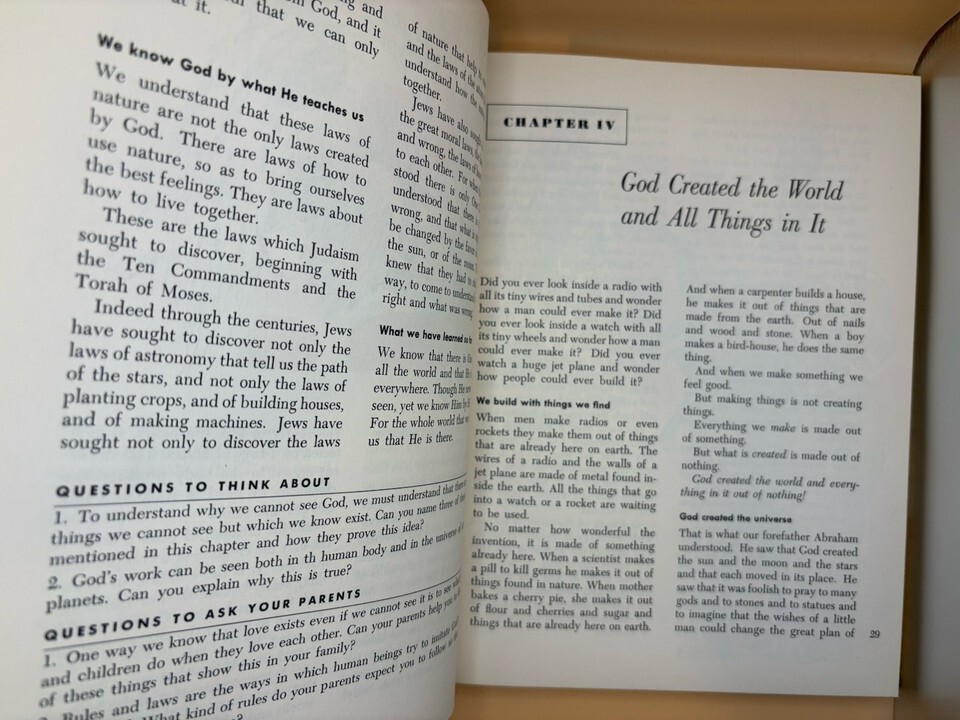 and
God, and it
that we can only
it.
We know God by what He teaches us
We understand that these laws of
nature are not the only laws created
by God. There are laws of how to
use nature, so as to bring ourselves
the best feelings. They are laws about
how to live together.
These are the laws which Judaism
sought to discover, beginning with
the Ten Commandments and the
Torah of Moses.
Indeed through the centuries, Jews
have sought to discover not only the
laws of astronomy that tell us the path
of the stars, and not only the laws of
planting crops, and of building houses,
and of making machines. Jews have
sought not only to discover the laws
of nature that help
and the laws of the
understand how the
together.
Jews have also
the great moral laws,
and wrong, the laws of
to each other. For
stood there is only
understood that there
wrong, and that what is
be changed by the
the sun, or of the
knew that they had to
way, to come to
right and what was wrong
What we have learned so
We know that there is
all the world and that
everywhere. Though He
seen, yet we know Him by
For the whole world
us that He is there.
QUESTIONS TO THINK ABOUT
1. To understand why we cannot see God, we must understand that
things we cannot see but which we know exist. Can you name three of
mentioned in this chapter and how they prove this idea?
2. God's work can be seen both in th human body and in the universe of
planets. Can you explain why this is true?
QUESTIONS TO ASK YOUR PARENTS
1. One way we know that love exists even if we cannot see it is to see what
and children do when they love each other. Can your parents help you
of these things that show this in your family?
Rules and laws are the ways in which human beings try to imitate
What kind of rules do your parents expect you to follow
CHAPTER IV
God Created the World
and All Things in It
Did you ever look inside a radio with
all its tiny wires and tubes and wonder
how a man could ever make it? Did
you ever look inside a watch with all
its tiny wheels and wonder how a man
could ever make it? Did you ever
watch a huge jet plane and wonder
how people could ever build it?
We build with things we find
When men make radios or even
rockets they make them out of things
that are already here on earth. The
wires of a radio and the walls of a
jet plane are made of metal found in-
side the earth. All the things that go
into a watch or a rocket are waiting
to be used.
No matter how wonderful the
invention, it is made of something
already here. When a scientist makes
a pill to kill germs he makes it out of
things found in nature. When mother
bakes a cherry pie, she makes it out
of flour and cherries and sugar and
things that are already here on earth.
And when a carpenter builds a house,
he makes it out of things that are
made from the earth. Out of nails
and wood and stone. When a boy
makes a bird-house, he does the same
thing.
And when we make something we
feel good.
But making things is not creating
things.
Everything we make is made out
of something.
But what is created is made out of
nothing.
God created the world and every-
thing in it out of nothing!
God created the universe
That is what our forefather Abraham
understood. He saw that God created
the sun and the moon and the stars
and that each moved in its place. He
saw that it was foolish to pray to many
gods and to stones and to statues and
to imagine that the wishes of a little
man could change the great plan of
29